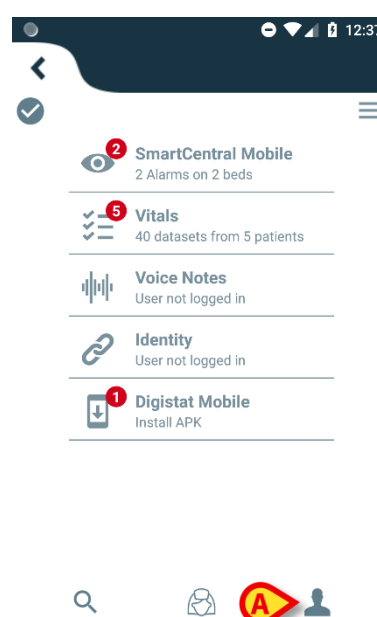 12:37
2
SmartCentral Mobile
2 Alarms on 2 beds
5
Vitals
40 datasets from 5 patients
Voice Notes
User not logged in
Identity
User not logged in
1
Digistat Mobile
Install APK
A